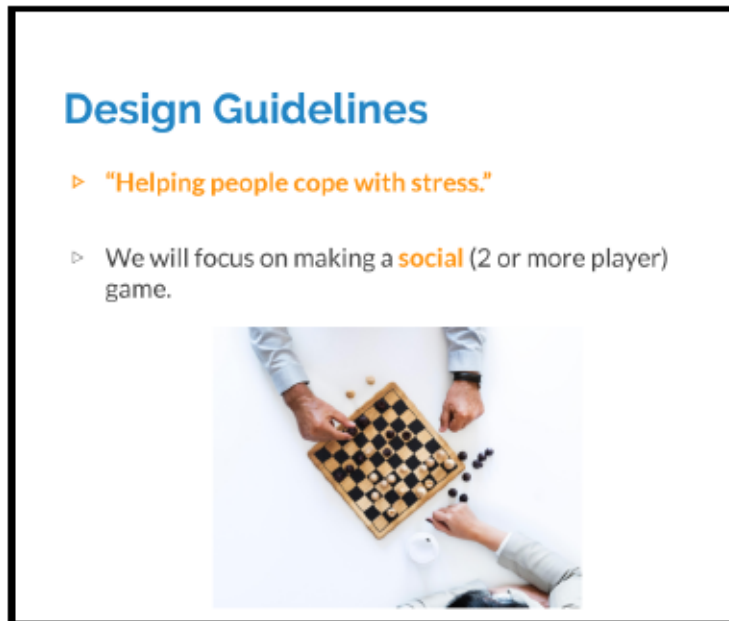 Design Guidelines
“Helping people cope with stress.”
We will focus on making a social (2 or more player)
game.